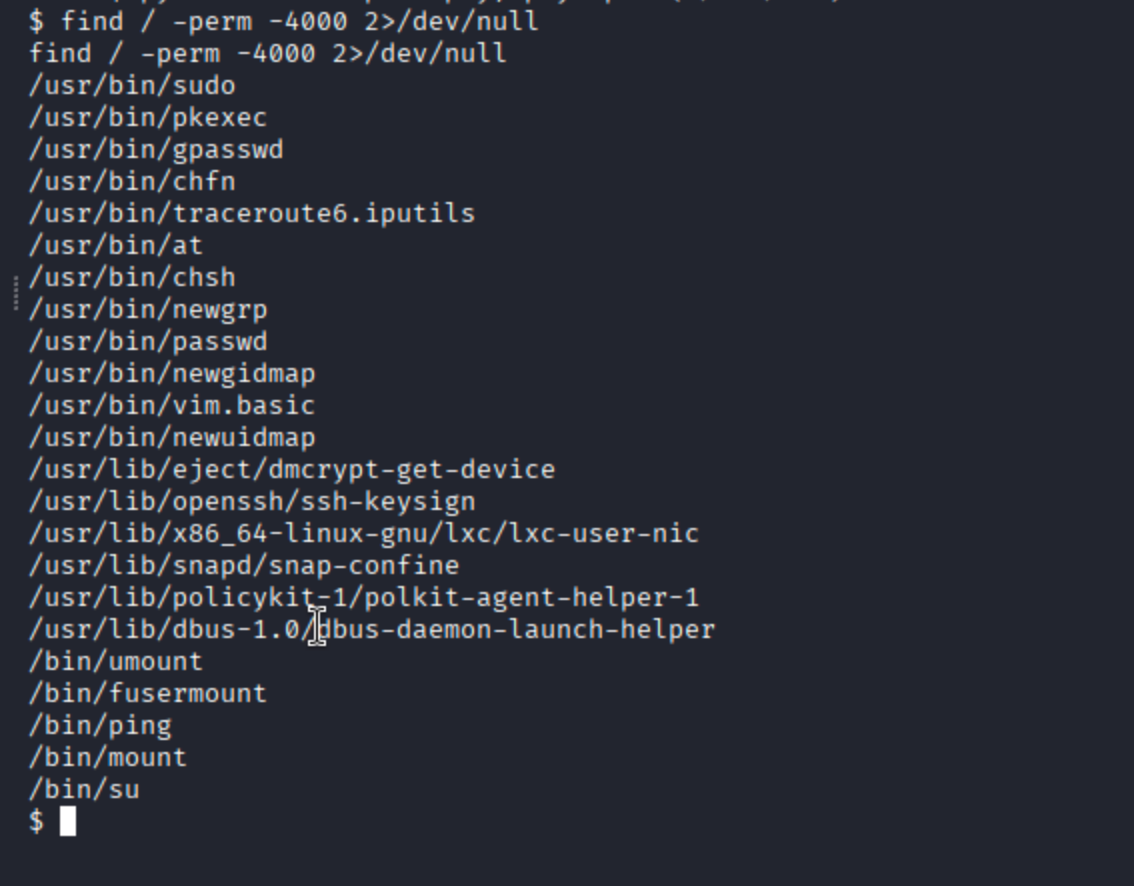 $ find / -perm -4000 2>/dev/null
find / -perm -4000 2>/dev/null
/usr/bin/sudo
/usr/bin/pkexec
/usr/bin/gpasswd
/usr/bin/chfn
/usr/bin/traceroute6.iputils
/usr/bin/at
/usr/bin/chsh
/usr/bin/newgrp
/usr/bin/passwd
/usr/bin/newgidmap
/usr/bin/vim.basic
/usr/bin/newuidmap
/usr/lib/eject/dmcrypt-get-device
/usr/lib/openssh/ssh-keysign
/usr/lib/x86_64-linux-gnu/lxc/lxc-user-nic
/usr/lib/snapd/snap-confine
/usr/lib/policykit-1/polkit-agent-helper-1
/usr/lib/dbus-1.0/dbus-daemon-launch-helper
/bin/umount
/bin/fusermount
/bin/ping
/bin/mount
/bin/su
$